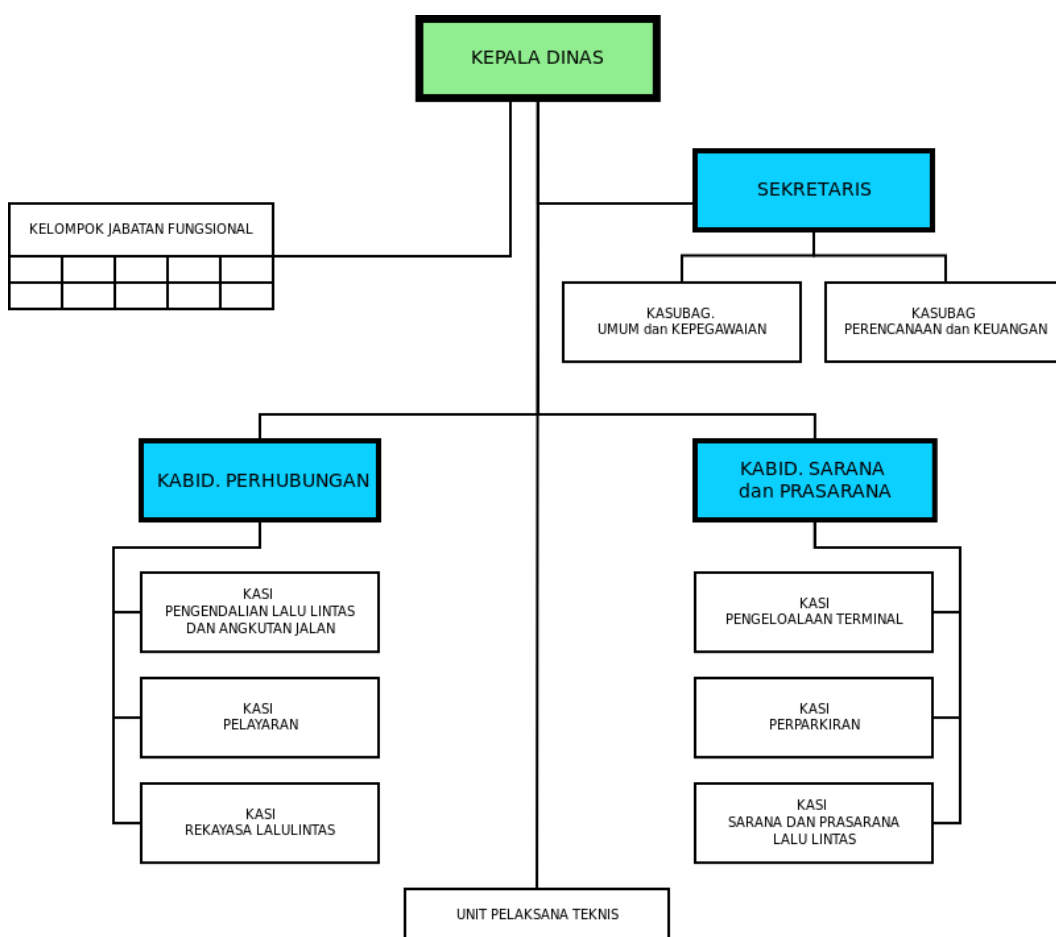 KEPALA DINAS
SEKRETARIS
KELOMPOK JABATAN FUNGSIONAL
KASUBAG.
UMUM dan KEPEGAWAIAN
KASUBAG
PERENCANAAN dan KEUANGAN
KABID. PERHUBUNGAN
KABID. SARANA
dan PRASARANA
KASI
PENGENDALIAN LALU LINTAS
DAN ANGKUTAN JALAN
KASI
PELAYARAN
KASI
REKAYASA LALULINTAS
KASI
PENGELOALAAN TERMINAL
KASI
PERPARKIRAN
KASI
SARANA DAN PRASARANA
LALU LINTAS
UNIT PELAKSANA TEKNIS